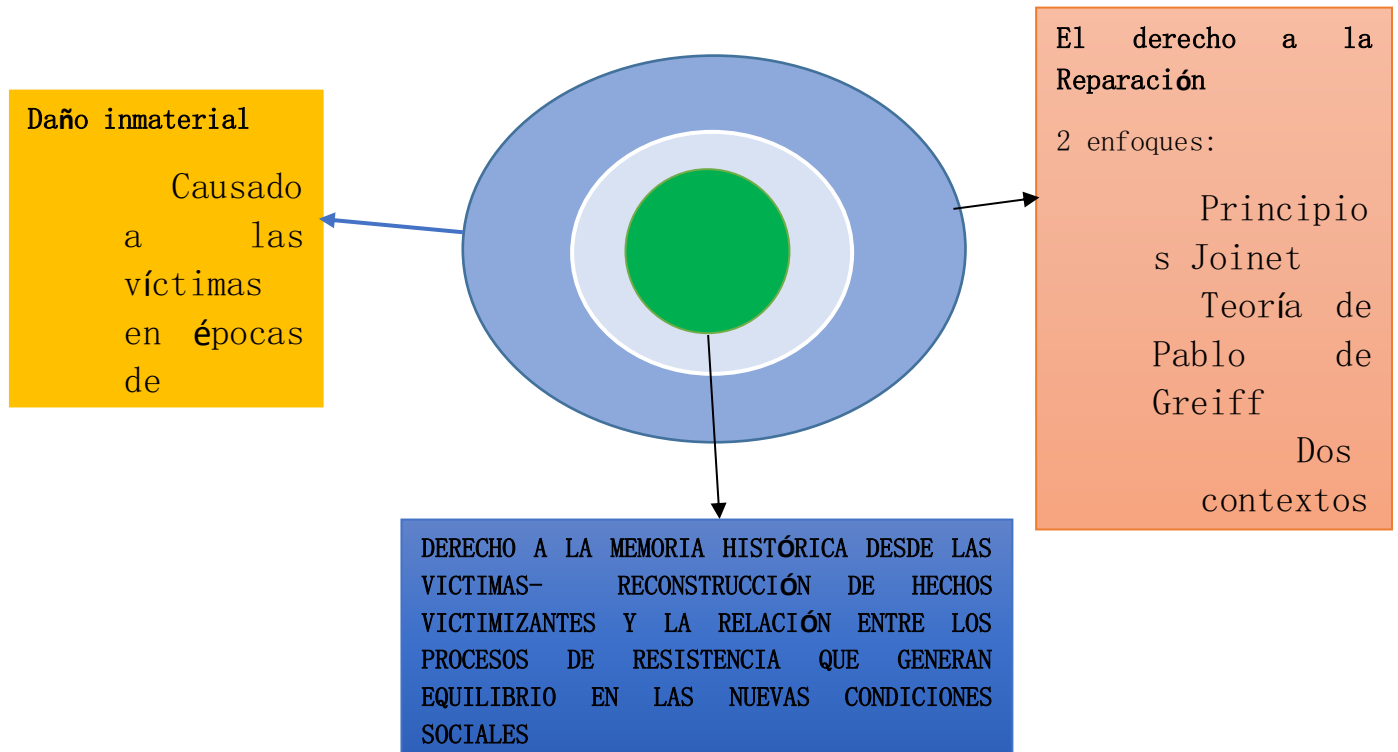 Daño inmaterial
Causado
a las
víctimas
en épocas
de
El derecho a la
Reparación
2 enfoques:
Principio
s Joinet
Teoría de
Pablo de
Greiff
Dos
contextos
DERECHO A LA MEMORIA HISTÓRICA DESDE LAS
VICTIMAS- RECONSTRUCCIÓN DE HECHOS
VICTIMIZANTES Y LA RELACIÓN ENTRE LOS
PROCESOS DE RESISTENCIA QUE GENERAN
EQUILIBRIO EN LAS NUEVAS CONDICIONES
SOCIALES